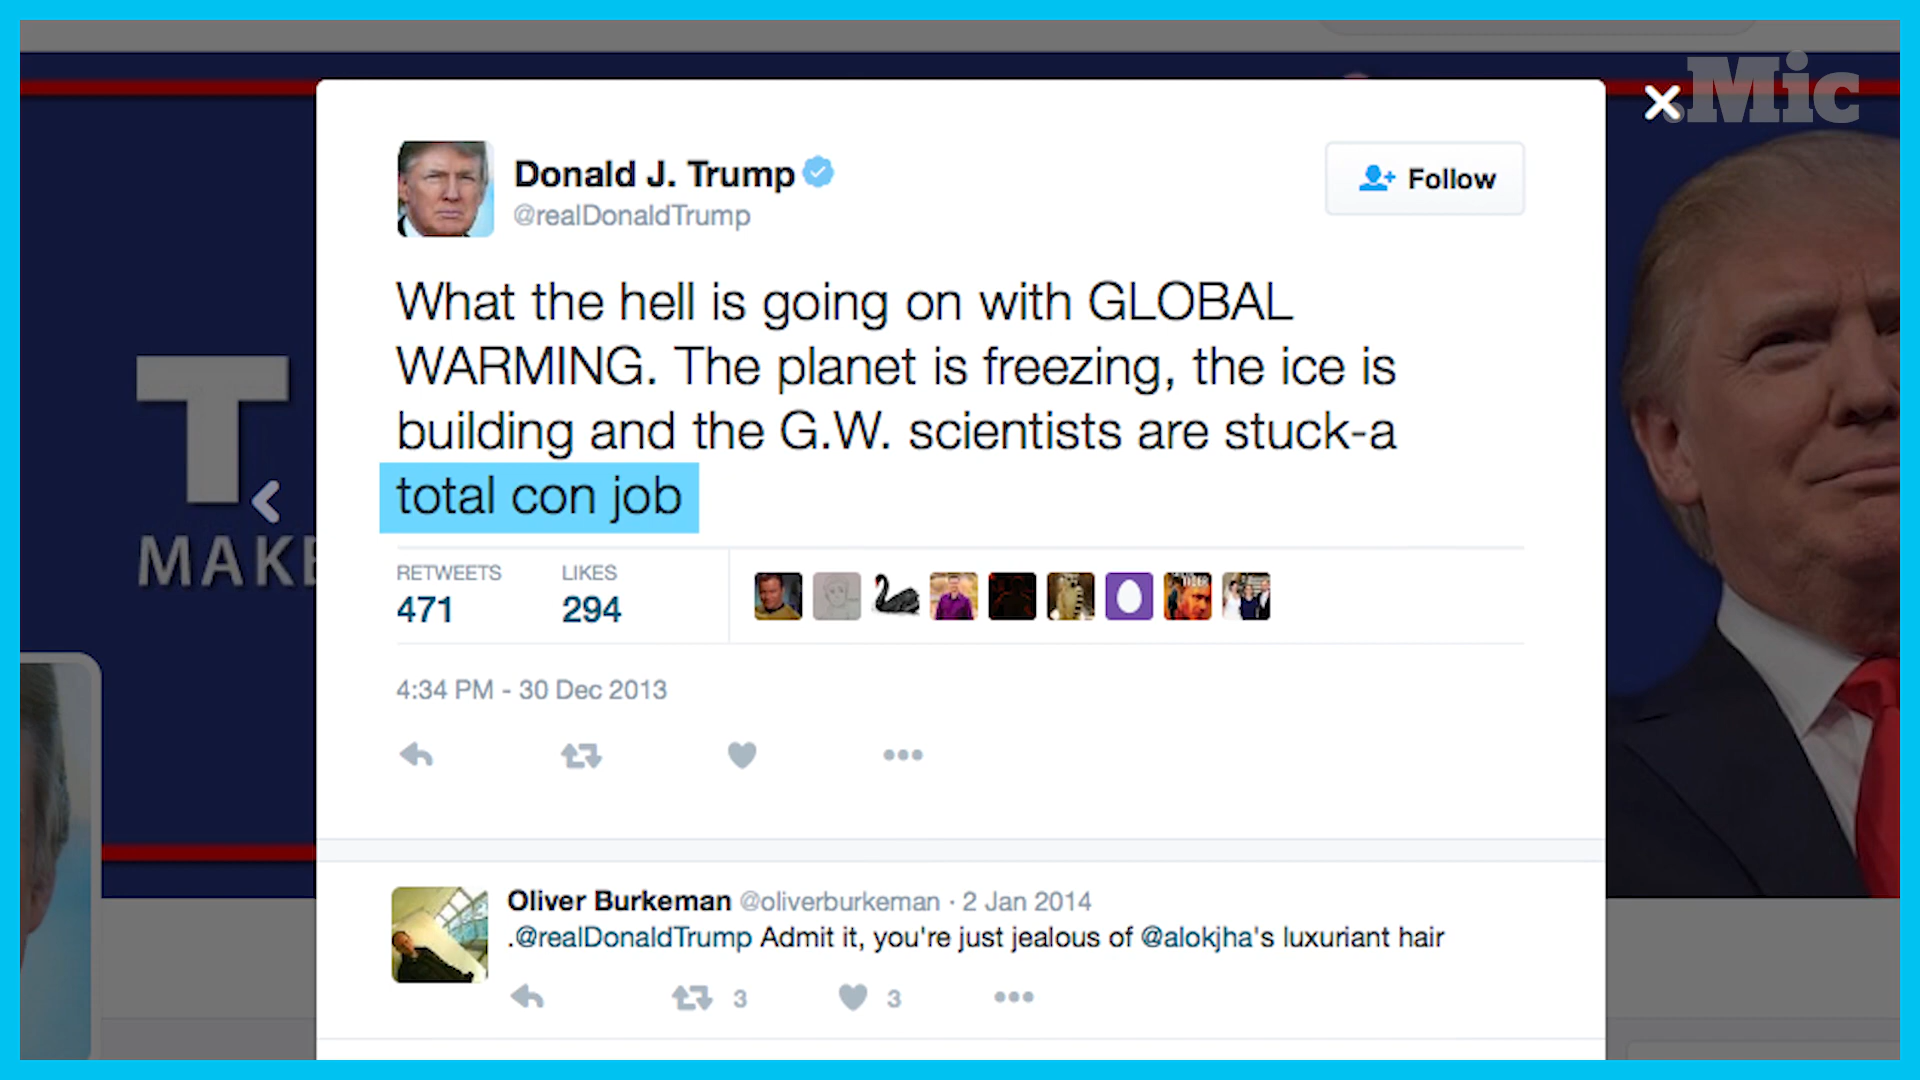 .Mic
Donald J. Trump
@realDonaldTrump
Follow
What the hell is going on with GLOBAL
WARMING. The planet is freezing, the ice is
building and the G.W. scientists are stuck-a
total con job
T
MAKE
RETWEETS
471
LIKES
294
4:34 PM - 30 Dec 2013
Oliver Burkeman @oliverburkeman · 2 Jan 2014
.@realDonaldTrump Admit it, you're just jealous of @alokjha's luxuriant hair
3
3